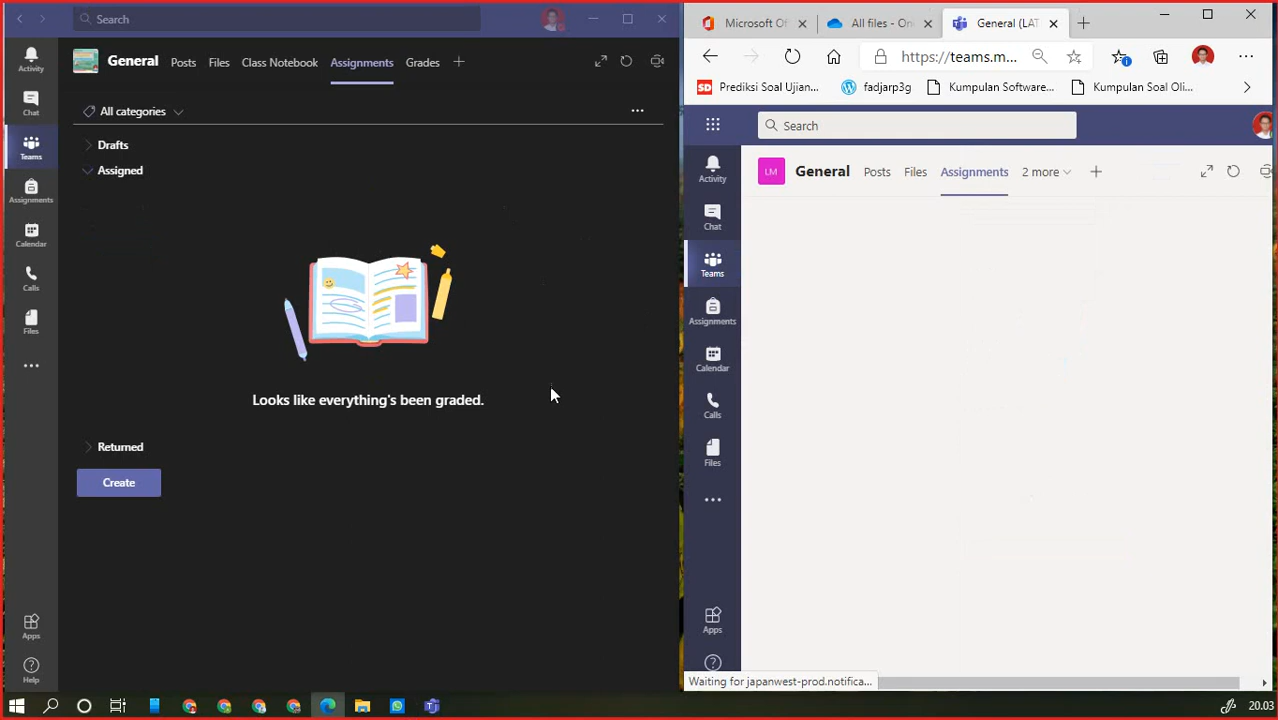 Search
General Posts Files Class Notebook Assignments Grades
Activity
Chat
Teams
Assignments
Calendar
Calls
Files
Apps
Help
All categories
Drafts
Assigned
Looks like everything's been graded.
Returned
Create
Microsoft Of
All files - On
General (LAT
https://teams.m...
Prediksi Soal Ujian... fadjarp3g Kumpulan Software... Kumpulan Soal Oli...
Search
Activity
Chat
Teams
Assignments
Calendar
Calls
Files
Apps
LM General Posts Files Assignments 2 more
Waiting for japanwest-prod.notifica...
20.03